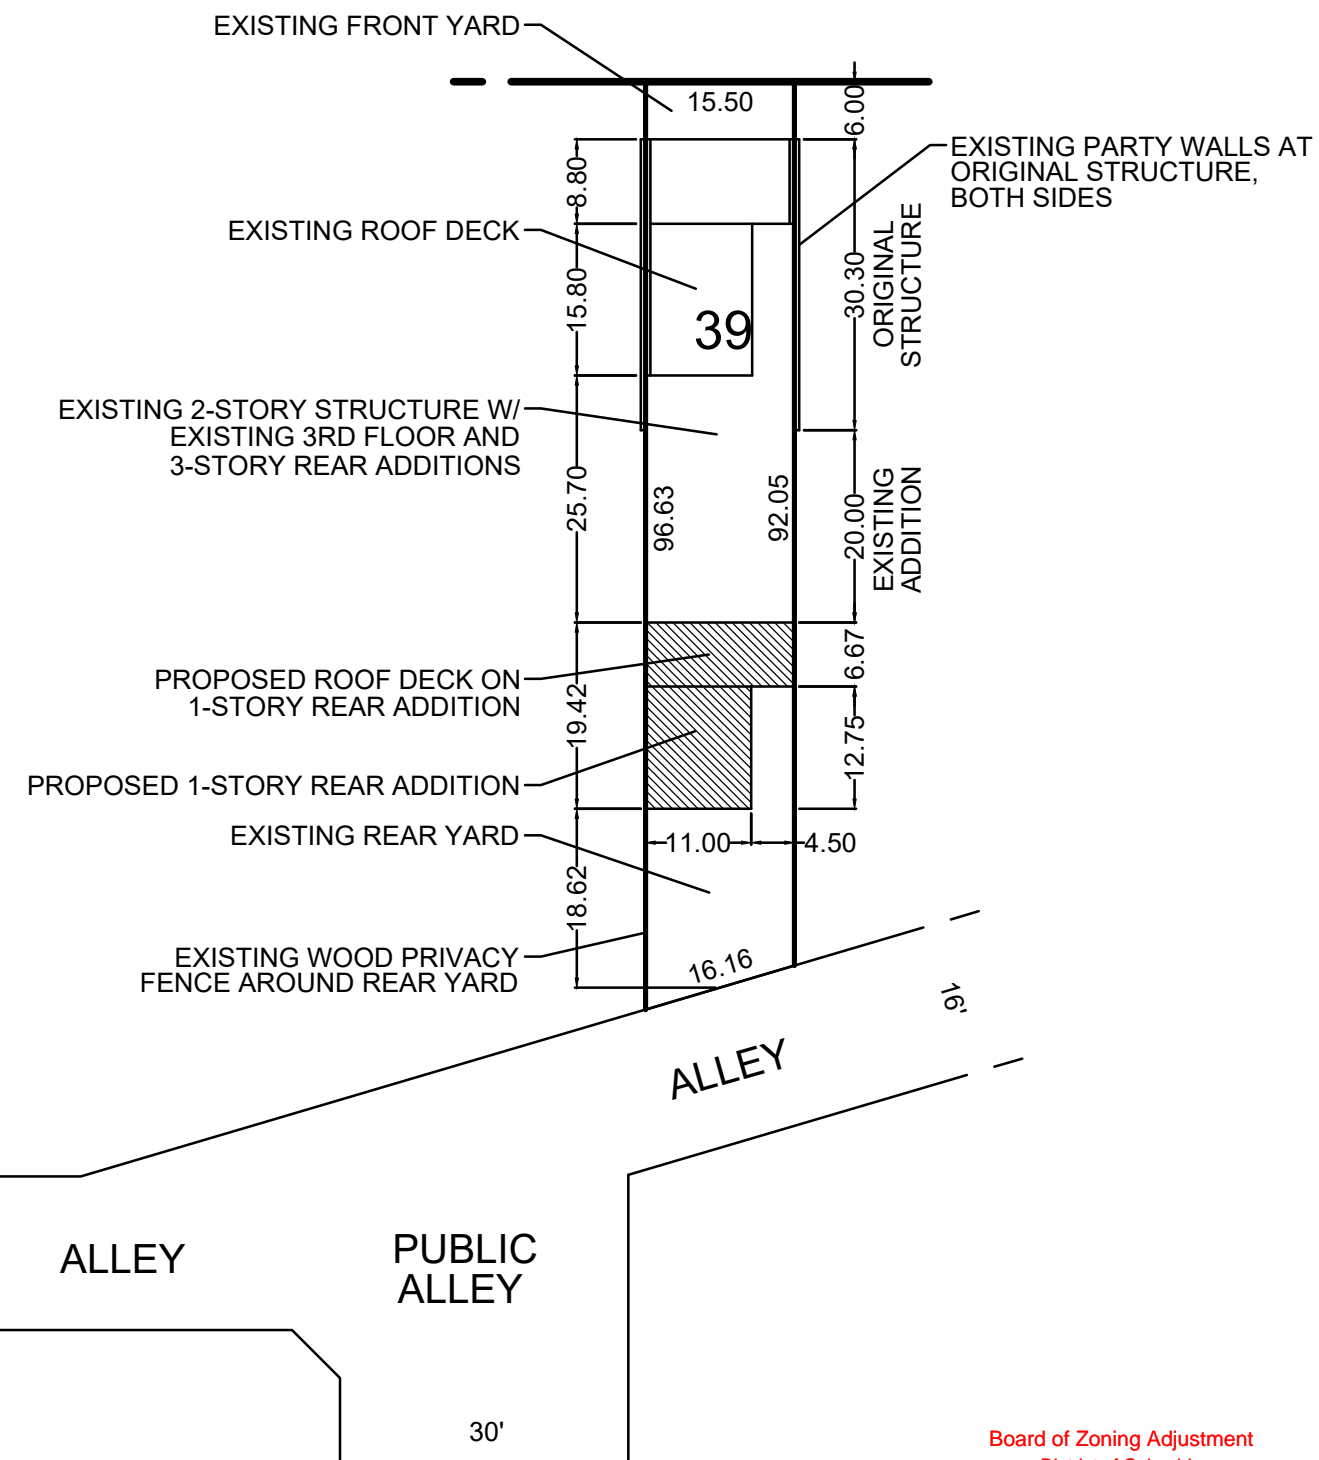 EXISTING FRONT YARD
15.50
6.00
EXISTING PARTY WALLS AT
ORIGINAL STRUCTURE,
BOTH SIDES
8.80
EXISTING ROOF DECK
15.80
39
30.30
ORIGINAL
STRUCTURE
EXISTING 2-STORY STRUCTURE W/
EXISTING 3RD FLOOR AND
3-STORY REAR ADDITIONS
25.70
96.63
92.05
20.00
EXISTING
ADDITION
PROPOSED ROOF DECK ON
1-STORY REAR ADDITION
19.42
6.67
12.75
PROPOSED 1-STORY REAR ADDITION
EXISTING REAR YARD
11.00
4.50
18.62
EXISTING WOOD PRIVACY
FENCE AROUND REAR YARD
16.16
16'
ALLEY
ALLEY
PUBLIC
ALLEY
30'
Board of Zoning Adjustment